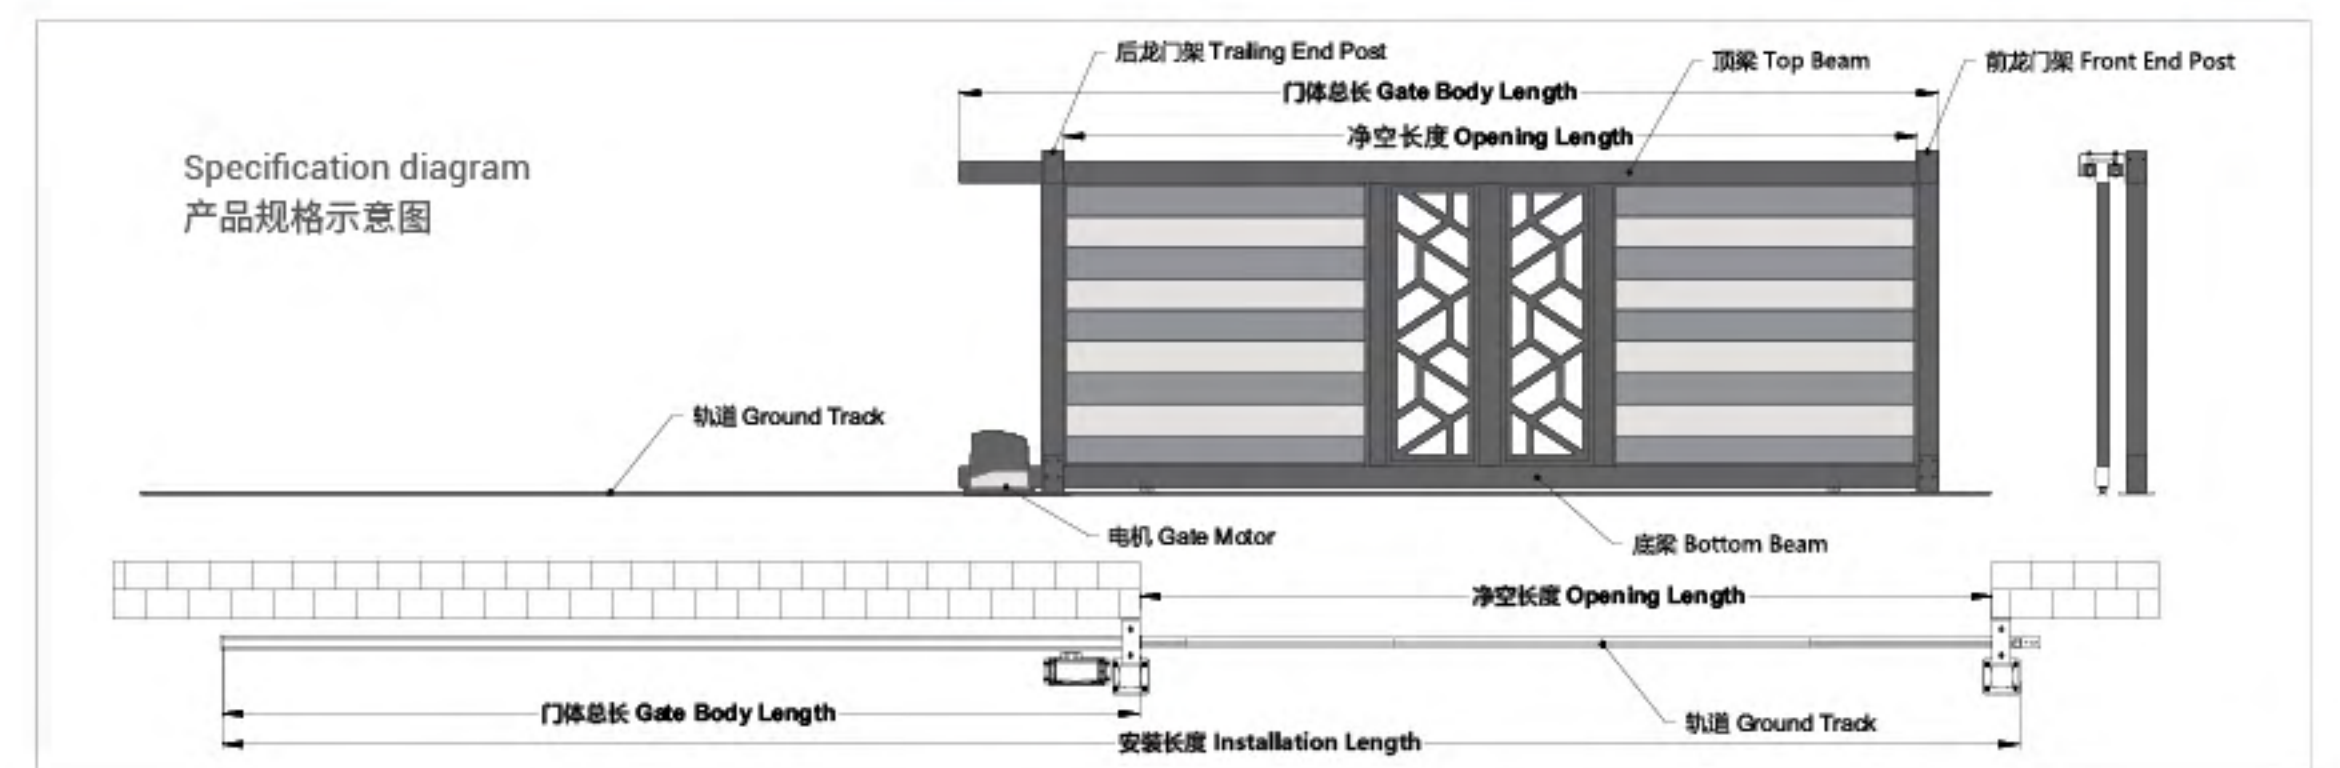 后龙门架 Trailing End Post
顶梁 Top Beam
前龙门架 Front End Post
门体总长 Gate Body Length
净空长度 Opening Length
Specification diagram
产品规格示意图
轨道 Ground Track
电机 Gate Motor
底梁 Bottom Beam
净空长度 Opening Length
门体总长 Gate Body Length
轨道 Ground Track
安装长度 Installation Length